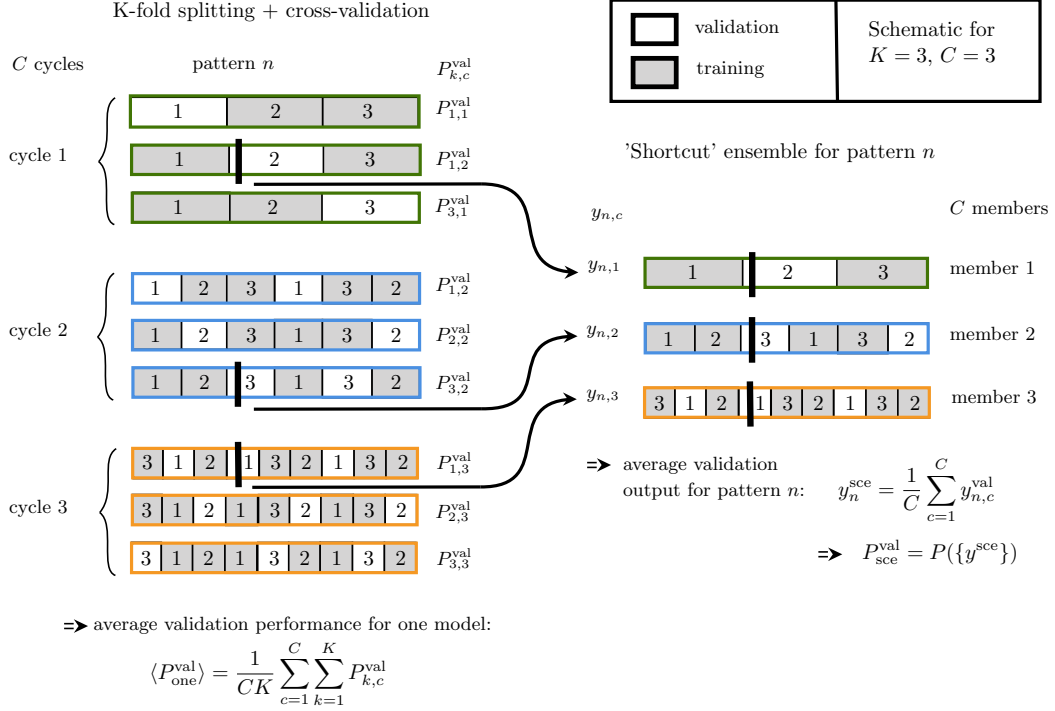 K-fold splitting + cross-validation
C cycles
pattern n
P^val_{k,c}
cycle 1
1 2 3 P^val_{1,1}
1 2 3 P^val_{1,2}
1 2 3 P^val_{3,1}
cycle 2
1 2 3 1 3 2 P^val_{1,2}
1 2 3 1 3 2 P^val_{2,2}
1 2 3 1 3 2 P^val_{3,2}
cycle 3
3 1 2 1 3 2 1 3 2 P^val_{1,3}
3 1 2 1 3 2 1 3 2 P^val_{2,3}
3 1 2 1 3 2 1 3 2 P^val_{3,3}
⇒ average validation performance for one model:
⟨P^val_one⟩ = \frac{1}{CK} \sum_{c=1}^{C} \sum_{k=1}^{K} P^val_{k,c}
validation
training
Schematic for
K = 3, C = 3
'Shortcut' ensemble for pattern n
y_{n,c}
C members
y_{n,1} 1 2 3 member 1
y_{n,2} 1 2 3 1 3 2 member 2
y_{n,3} 3 1 2 1 3 2 1 3 2 member 3
⇒ average validation
output for pattern n: y^sce_n = \frac{1}{C} \sum_{c=1}^{C} y^val_{n,c}
⇒ P^val_sce = P({y^sce})